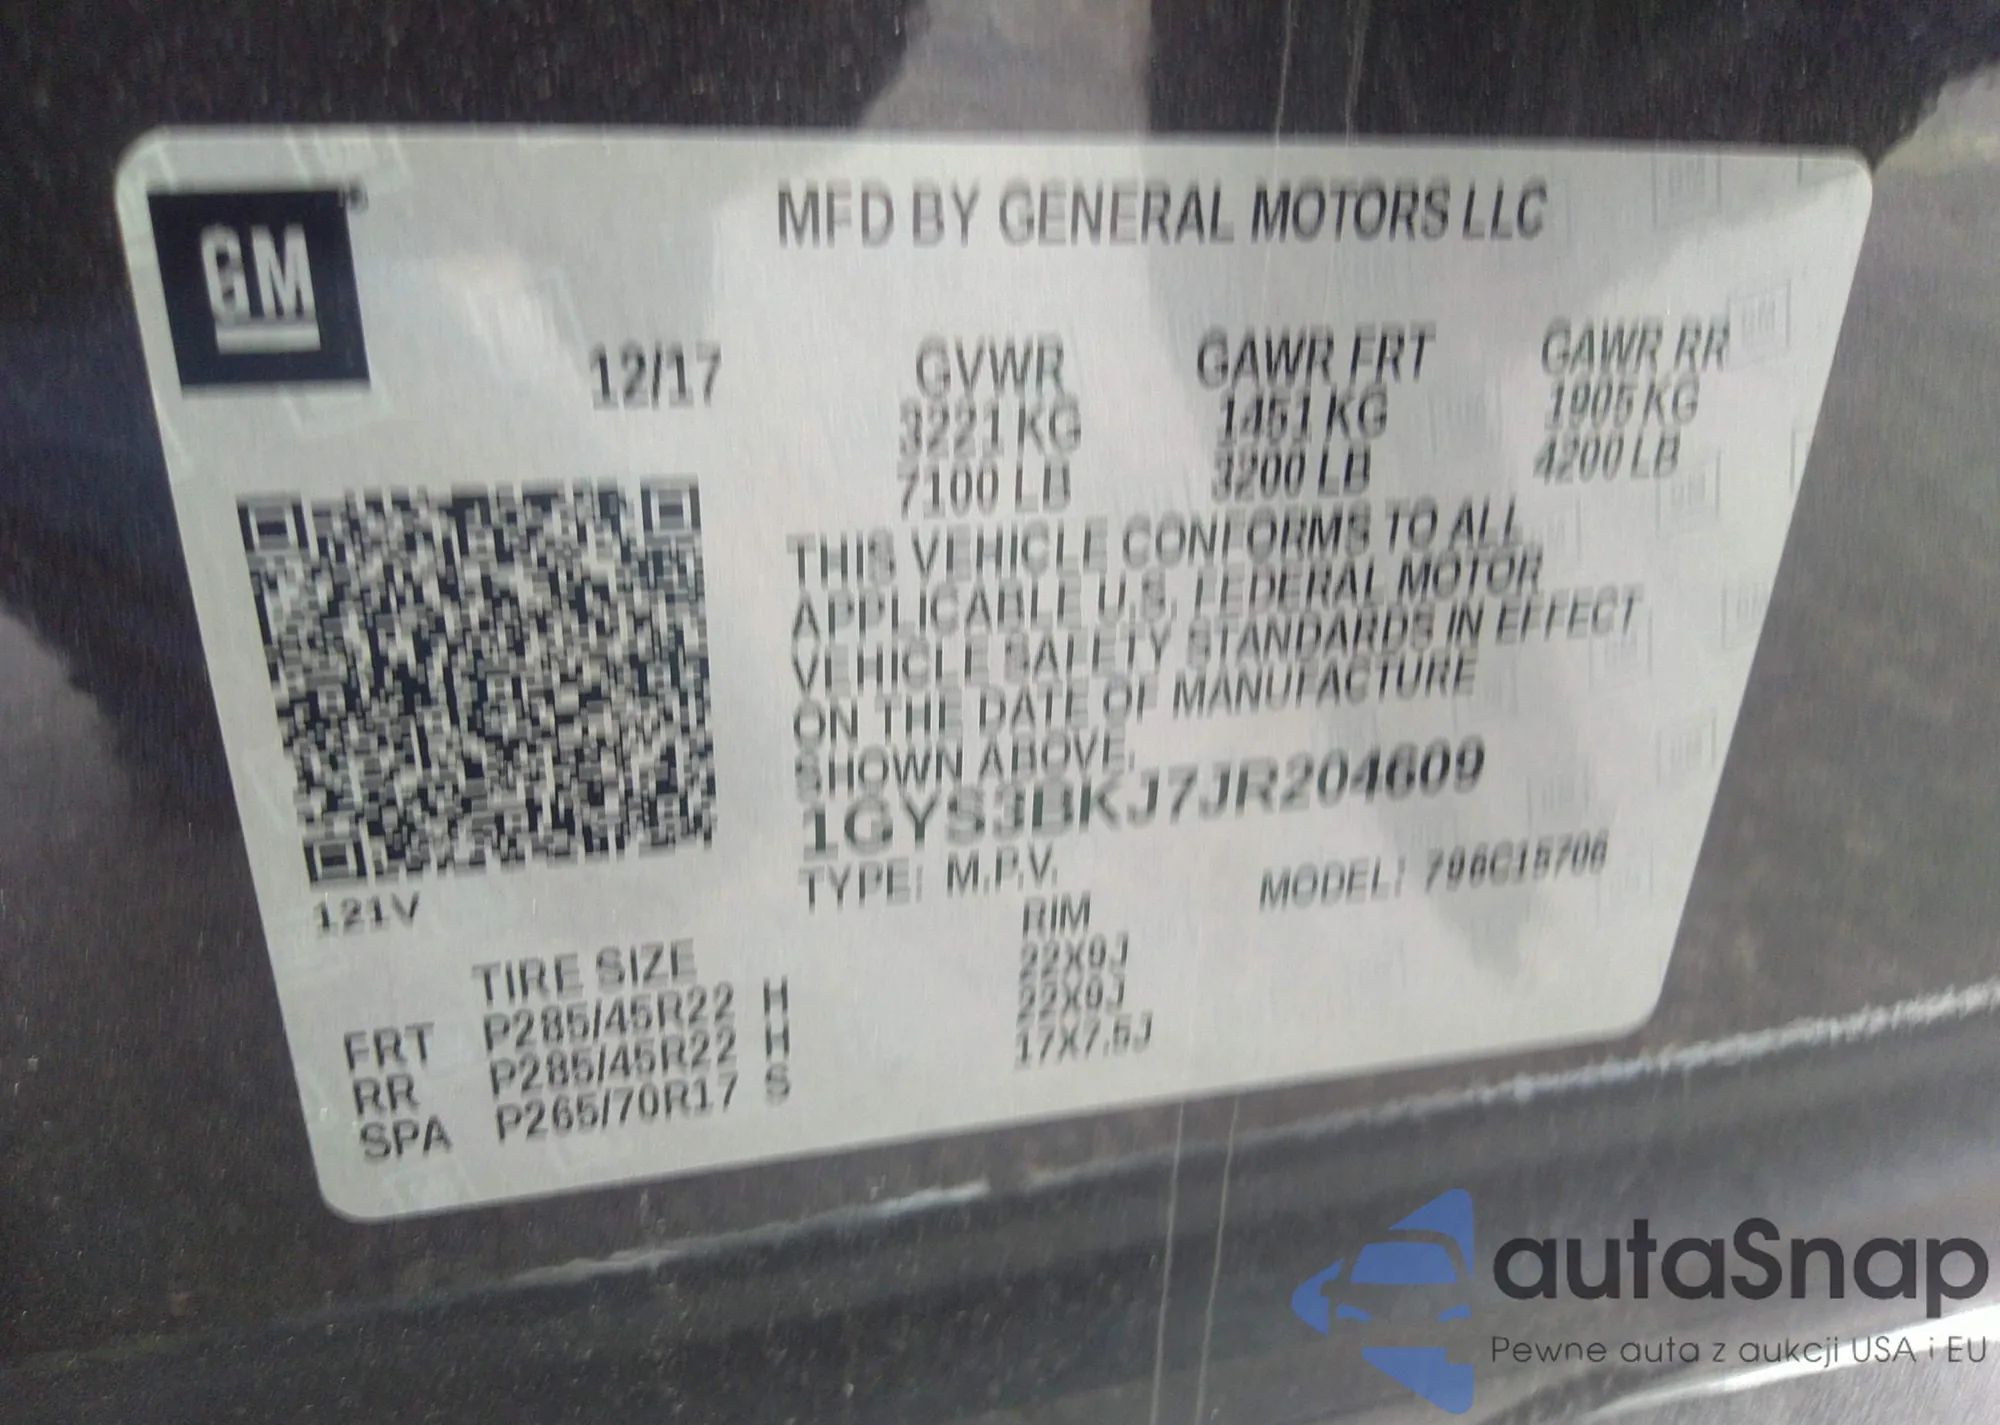 GM
MFD BY GENERAL MOTORS LLC
12/17
GVWR GAWR FRT GAWR RR
3221 KG 1451 KG 1905 KG
7100 LB 3200 LB 4200 LB
THIS VEHICLE CONFORMS TO ALL
APPLICABLE U.S. FEDERAL MOTOR
VEHICLE SAFETY STANDARDS IN EFFECT
ON THE DATE OF MANUFACTURE
SHOWN ABOVE.
1GYS3BKJ7JR204609
TYPE: M.P.V. MODEL: 796C15706
121V
TIRE SIZE RIM
FRT P285/45R22 H 22X9J
RR P285/45R22 H 22X9J
SPA P265/70R17 S 17X7.5J
autaSnap
Pewne auta z aukcji USA i EU